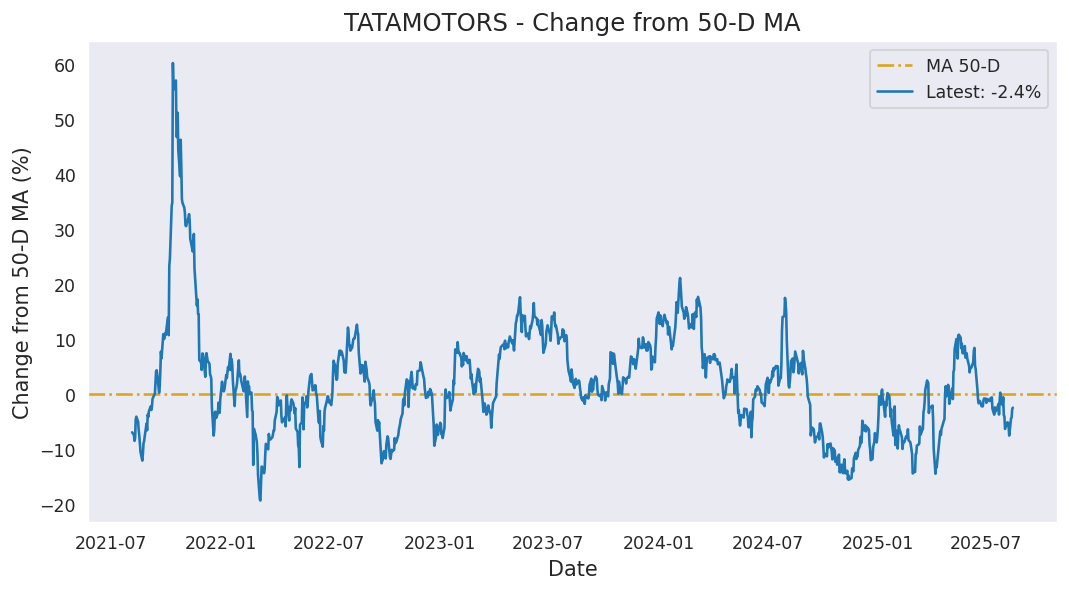 TATAMOTORS - Change from 50-D MA
MA 50-D
Latest: -2.4%
Change from 50-D MA (%)
60
50
40
30
20
10
0
−10
−20
2021-07 2022-01 2022-07 2023-01 2023-07 2024-01 2024-07 2025-01 2025-07
Date